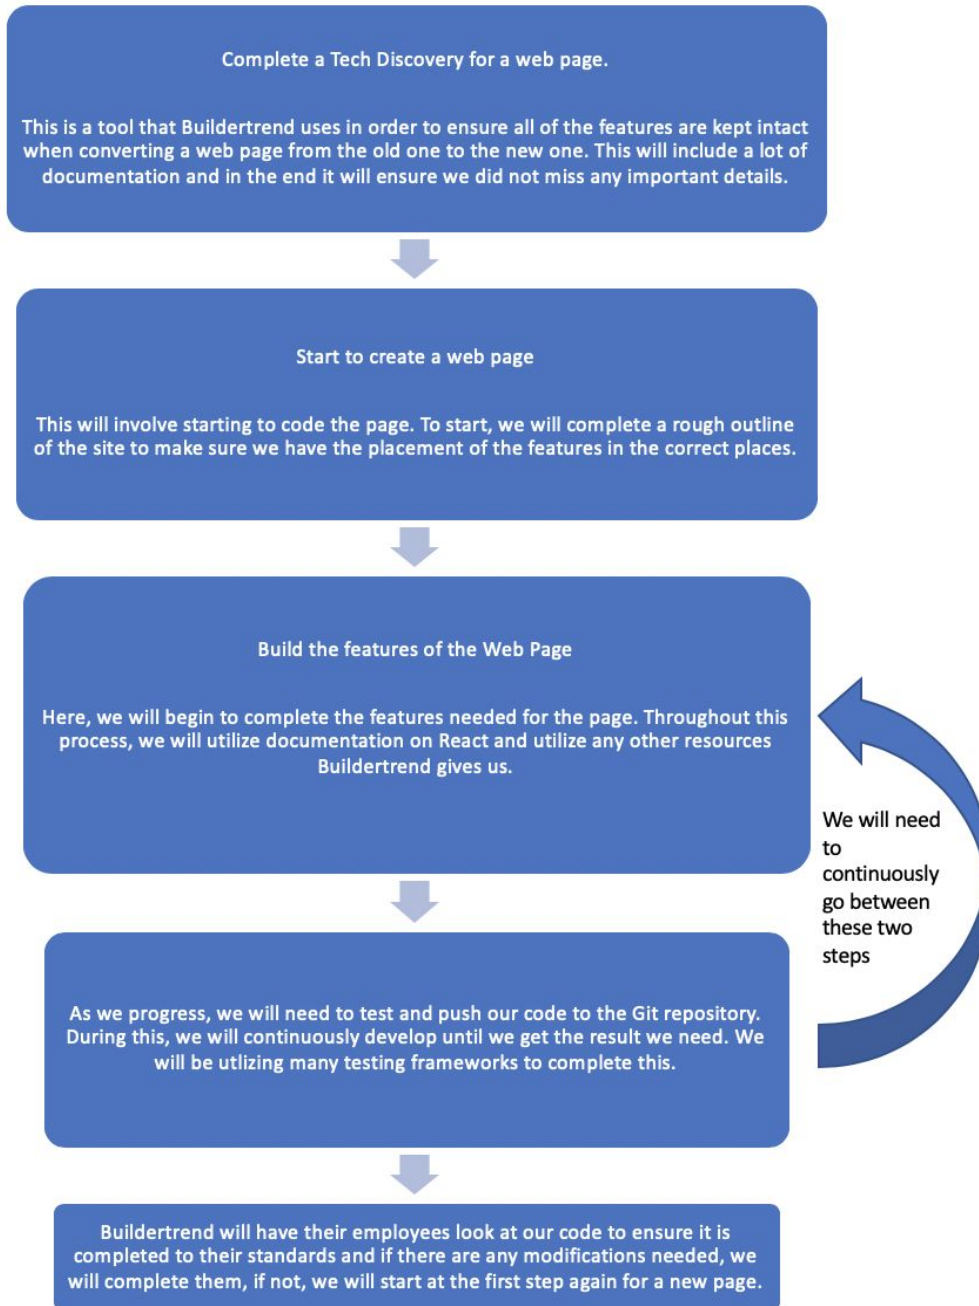 Complete a Tech Discovery for a web page.
This is a tool that Buildertrend uses in order to ensure all of the features are kept intact
when converting a web page from the old one to the new one. This will include a lot of
documentation and in the end it will ensure we did not miss any important details.
Start to create a web page
This will involve starting to code the page. To start, we will complete a rough outline
of the site to make sure we have the placement of the features in the correct places.
Build the features of the Web Page
Here, we will begin to complete the features needed for the page. Throughout this
process, we will utilize documentation on React and utilize any other resources
Buildertrend gives us.
We will need
to
continuously
go between
these two
steps
As we progress, we will need to test and push our code to the Git repository.
During this, we will continuously develop until we get the result we need. We
will be utlizing many testing frameworks to complete this.
Buildertrend will have their employees look at our code to ensure it is
completed to their standards and if there are any modifications needed, we
will complete them, if not, we will start at the first step again for a new page.